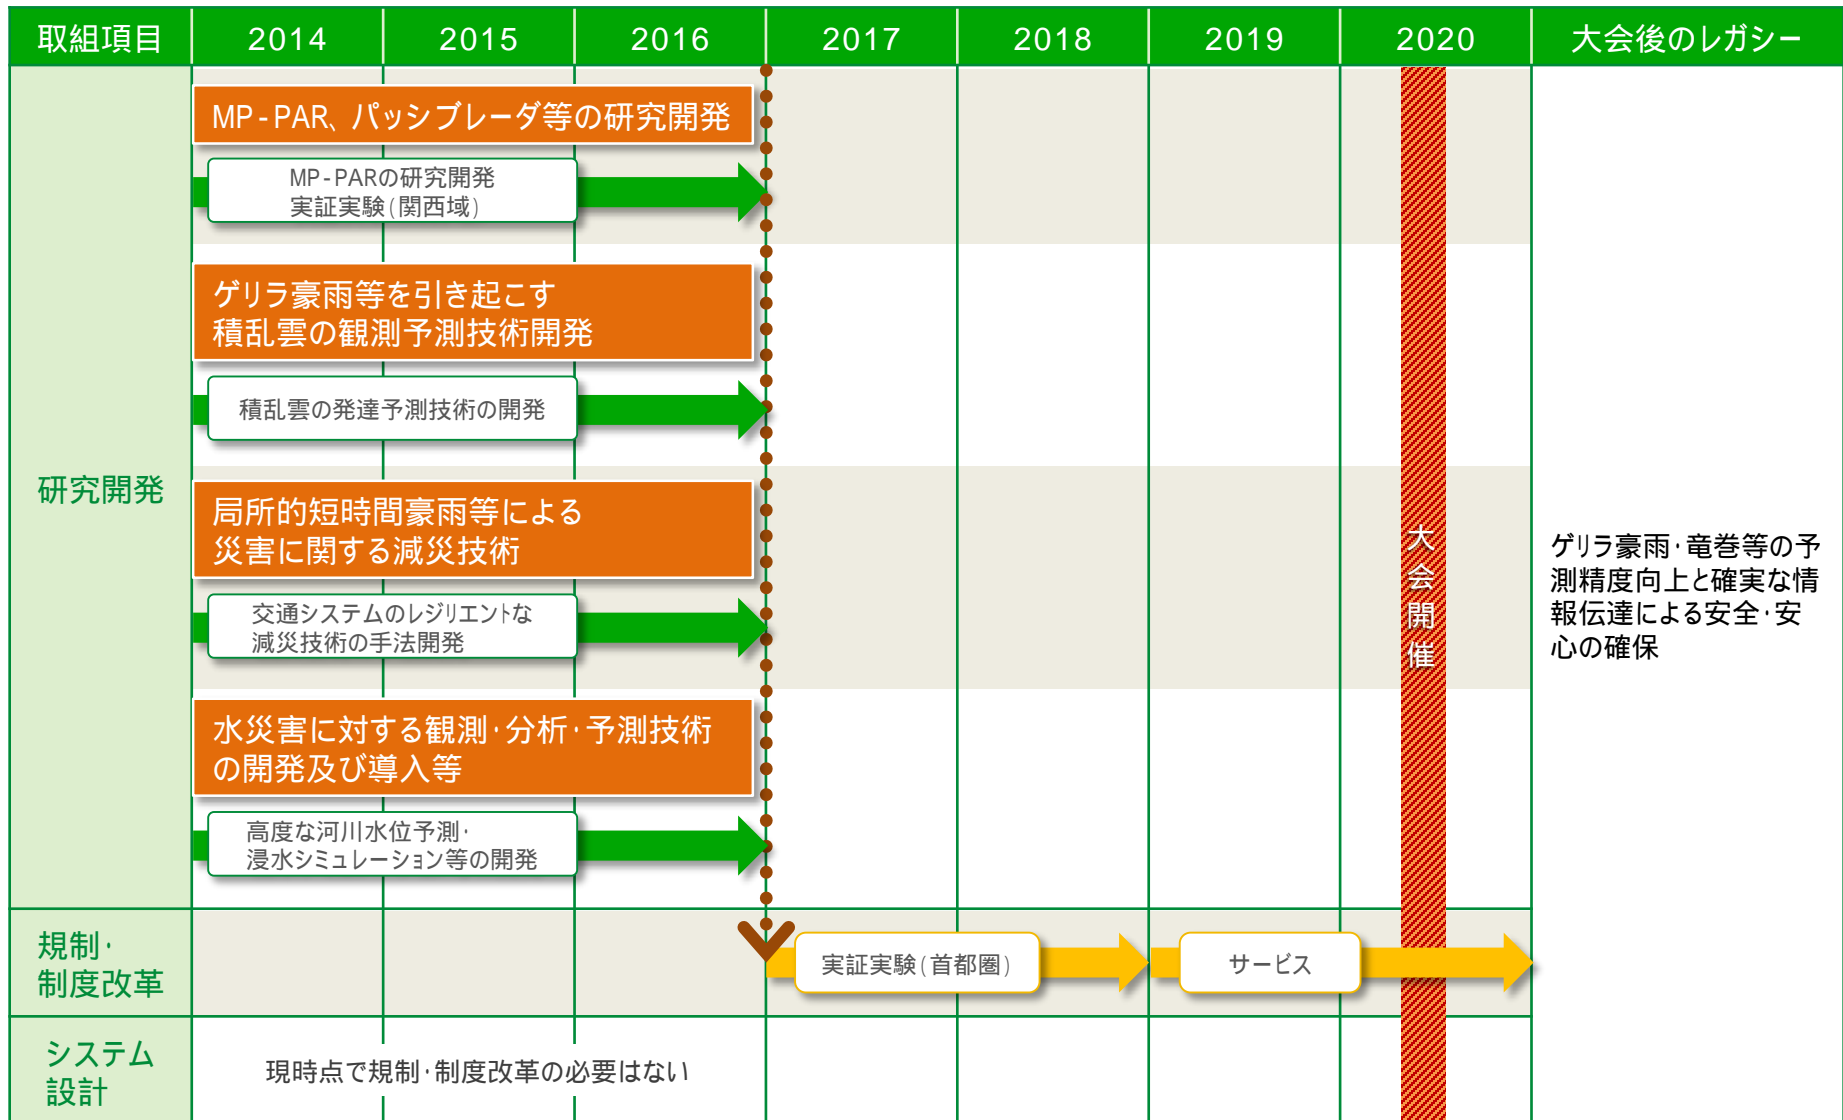 取組項目 2014 2015 2016 2017 2018 2019 2020 大会後のレガシー
研究開発
MP-PAR、パッシブレーダ等の研究開発
MP-PARの研究開発
実証実験(関西域)
ゲリラ豪雨等を引き起こす
積乱雲の観測予測技術開発
積乱雲の発達予測技術の開発
局所的短時間豪雨等による
災害に関する減災技術
交通システムのレジリエントな
減災技術の手法開発
水災害に対する観測・分析・予測技術
の開発及び導入等
高度な河川水位予測・
浸水シミュレーション等の開発
大会開催
ゲリラ豪雨・竜巻等の予
測精度向上と確実な情
報伝達による安全・安
心の確保
規制・
制度改革
実証実験(首都圏)
サービス
システム
設計
現時点で規制・制度改革の必要はない